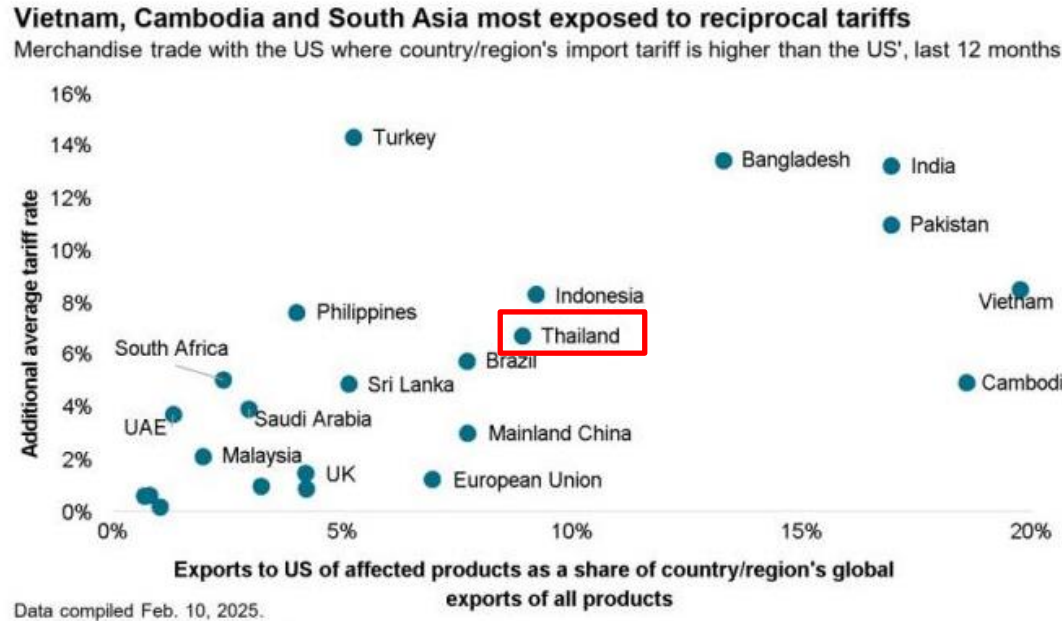 Vietnam, Cambodia and South Asia most exposed to reciprocal tariffs
Merchandise trade with the US where country/region's import tariff is higher than the US', last 12 months
Additional average tariff rate
16%
14%
12%
10%
8%
6%
4%
2%
0%
Turkey
Bangladesh
India
Pakistan
Indonesia
Vietnam
Philippines
Thailand
South Africa
Brazil
Sri Lanka
Cambodi
UAE
Saudi Arabia
Mainland China
Malaysia
UK
European Union
0%
5%
10%
15%
20%
Exports to US of affected products as a share of country/region's global
exports of all products
Data compiled Feb. 10, 2025.